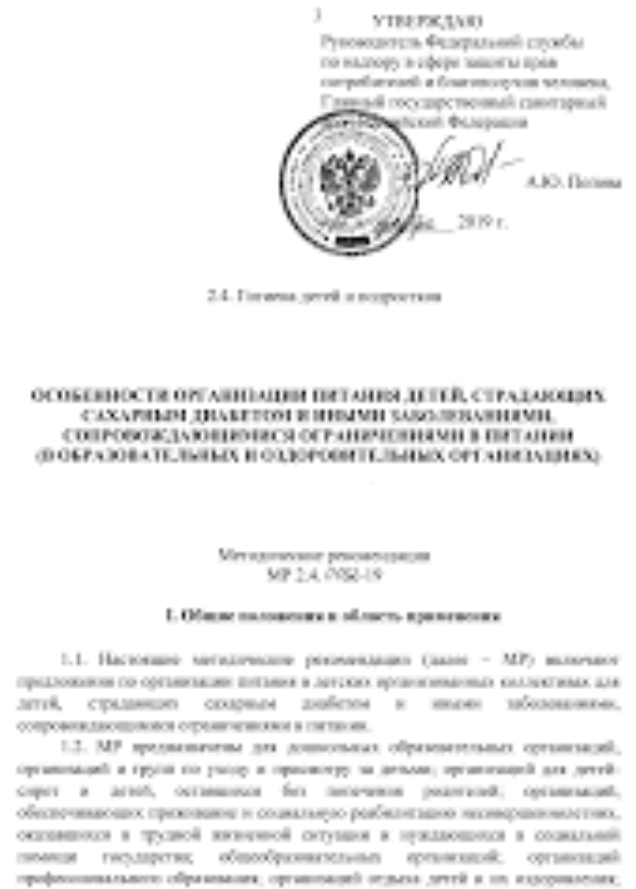 УТВЕРЖДАЮ
Руководитель Федеральной службы
по надзору в сфере защиты прав
потребителей и благополучия человека,
Главный государственный санитарный
Федерации
А.Ю. Попова
2019 г.
2.4. Гигиена детей и подростков
ОСОБЕННОСТИ ОРГАНИЗАЦИИ ПИТАНИЯ ДЕТЕЙ, СТРАДАЮЩИХ
САХАРНЫМ ДИАБЕТОМ И ИНЫМИ ЗАБОЛЕВАНИЯМИ,
СОПРОВОЖДАЮЩИМИСЯ ОГРАНИЧЕНИЯМИ В ПИТАНИИ
(В ОБРАЗОВАТЕЛЬНЫХ И ОЗДОРОВИТЕЛЬНЫХ ОРГАНИЗАЦИЯХ)
Методические рекомендации
МР 2.4.
I. Общие положения и область применения
1.1. Настоящие методические рекомендации (далее – МР) включают
предложения по организации питания в детских организованных коллективах для
детей, страдающих сахарным диабетом и иными заболеваниями,
сопровождающимися ограничениями в питании.
1.2. МР предназначены для дошкольных образовательных организаций,
организаций и групп по уходу и присмотру за детьми; организаций для детей-
сирот и детей, оставшихся без попечения родителей; организаций,
обеспечивающих проживание и социальную реабилитацию несовершеннолетних,
оказавшихся в трудной жизненной ситуации и нуждающихся в социальной
помощи государства; общеобразовательных организаций; организаций
профессионального образования; организаций отдыха детей и их оздоровления;